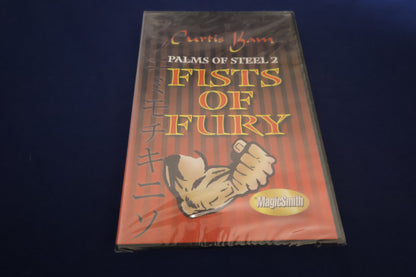 Curtis Kam
PALMS OF STEEL 2
FISTS
OF
FURY
MagicSmith